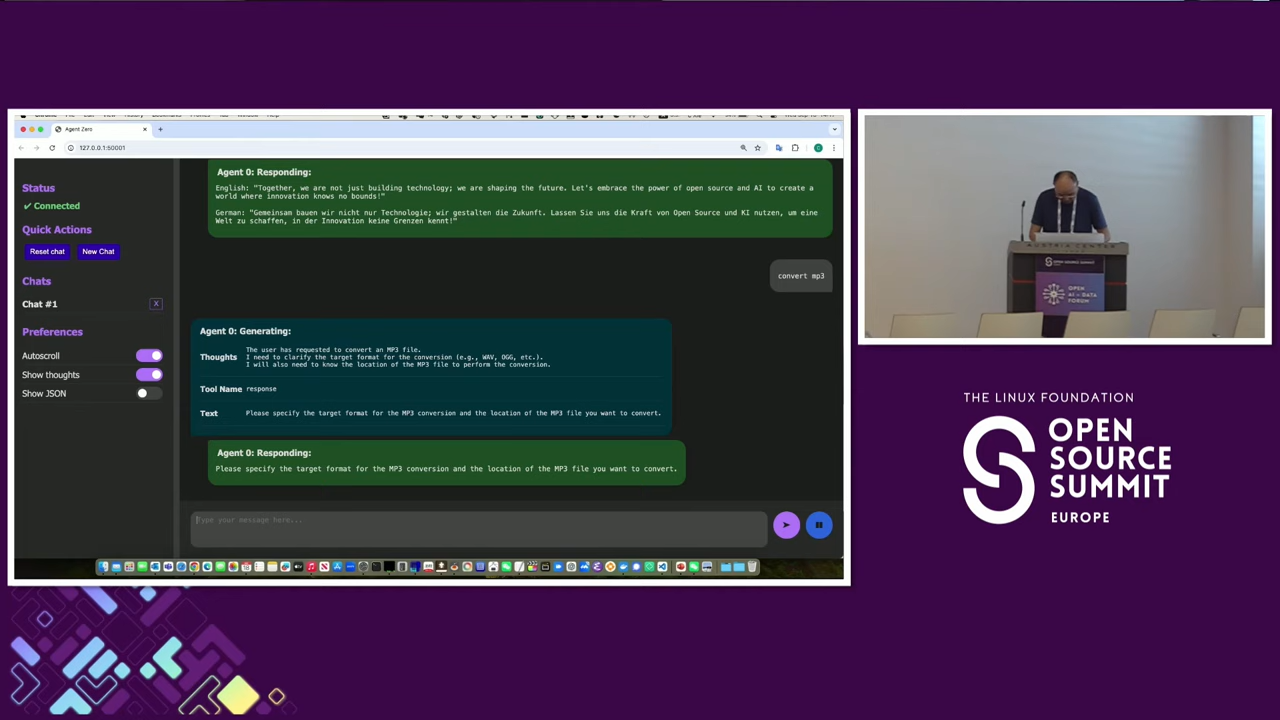 Agent Zero
127.0.0.1:50001
Status
✔ Connected
Quick Actions
Reset chat
New Chat
Chats
Chat #1
X
Preferences
Autoscroll
Show thoughts
Show JSON
Agent 0: Responding:
English: "Together, we are not just building technology; we are shaping the future. Let's embrace the power of open source and AI to create a
world where innovation knows no bounds!"
German: "Gemeinsam bauen wir nicht nur Technologie; wir gestalten die Zukunft. Lassen Sie uns die Kraft von Open Source und KI nutzen, um eine
Welt zu schaffen, in der Innovation keine Grenzen kennt!"
convert mp3
Agent 0: Generating:
Thoughts
The user has requested to convert an MP3 file.
I need to clarify the target format for the conversion (e.g., WAV, OGG, etc.).
I will also need to know the location of the MP3 file to perform the conversion.
Tool Name response
Text Please specify the target format for the MP3 conversion and the location of the MP3 file you want to convert.
Agent 0: Responding:
Please specify the target format for the MP3 conversion and the location of the MP3 file you want to convert.
Type your message here...
AUSTRIA CENTER
OPEN SOURCE SUMMIT
OPEN
AI + DATA
FORUM
THE LINUX FOUNDATION
OPEN
SOURCE
SUMMIT
EUROPE